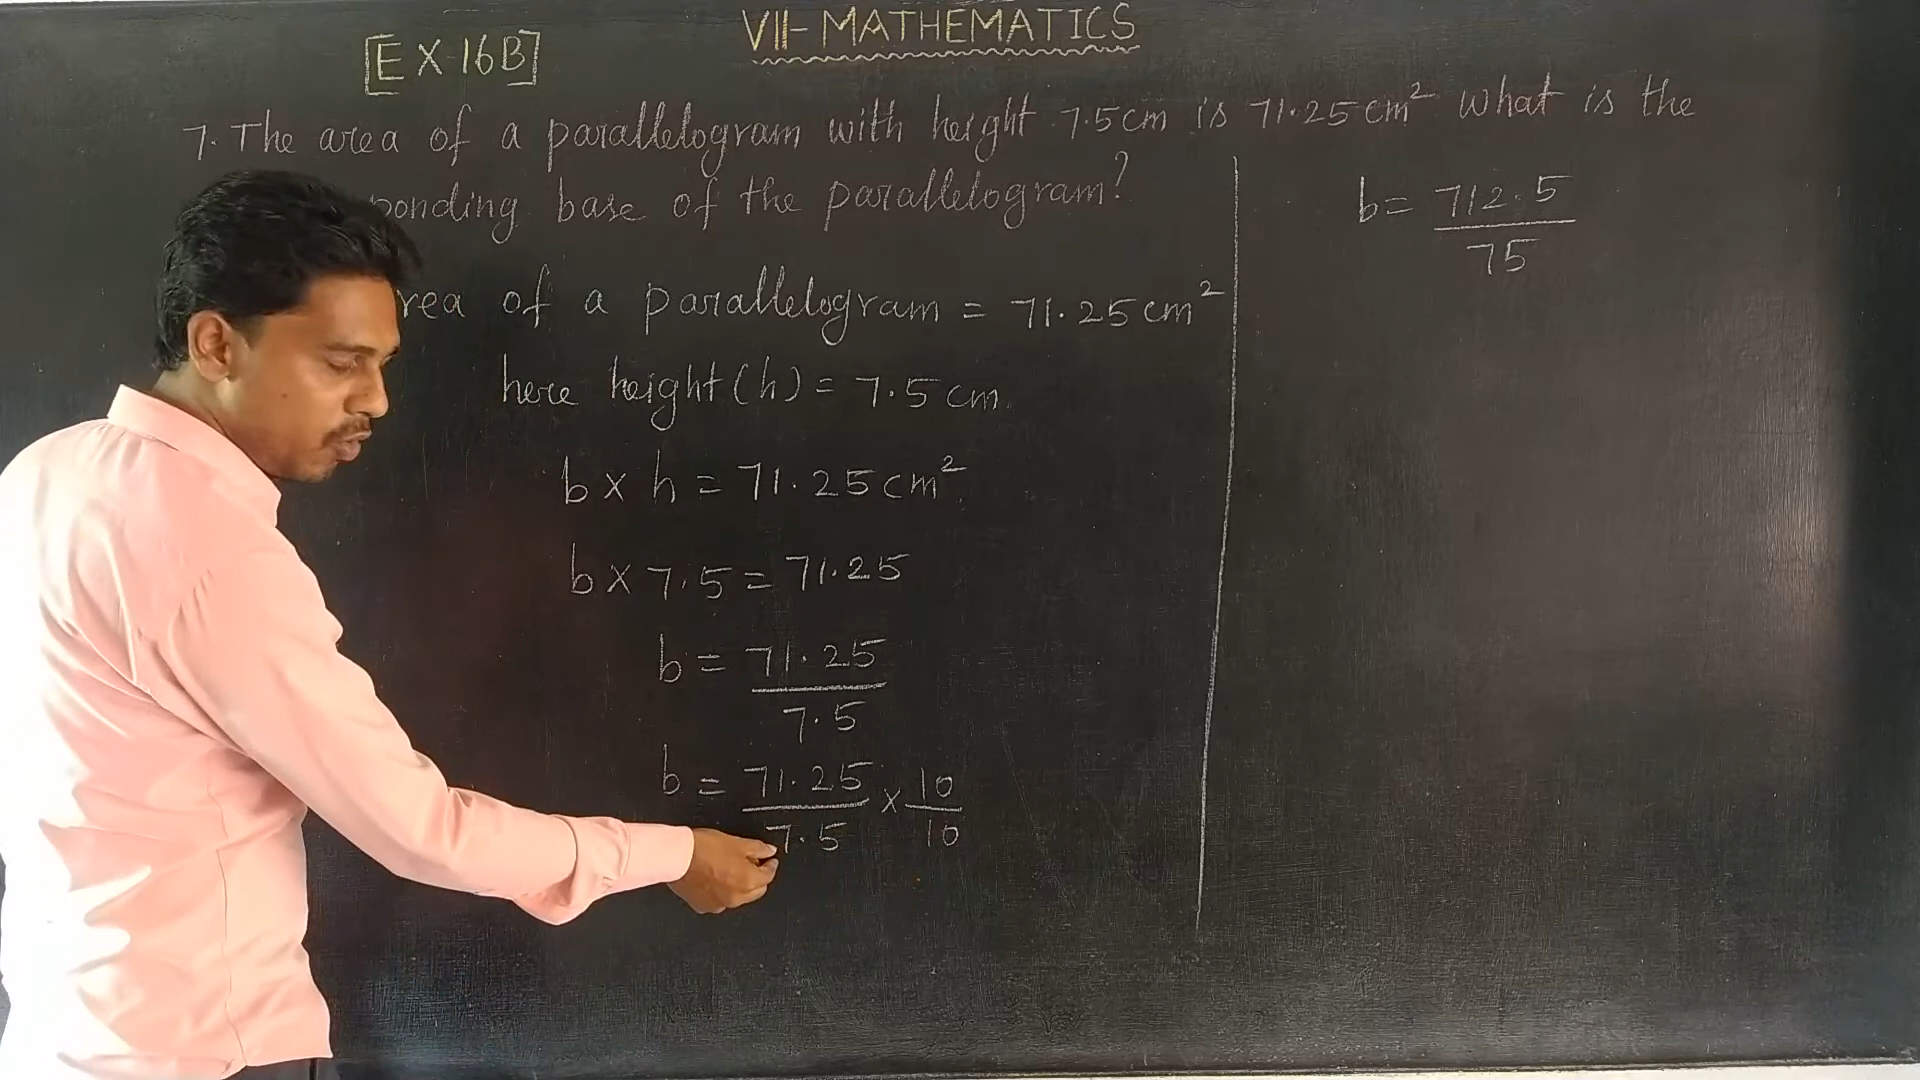 VII-MATHEMATICS
[EX-16B]
7. The area of a parallelogram with height 7.5cm is 71.25cm² what is the
ponding base of the parallelogram?
rea of a parallelogram = 71.25cm²
here height(h) = 7.5cm
b x h = 71.25cm²
b x 7.5 = 71.25
b = 71.25
7.5
b = 71.25 x 10
7.5 10
b = 712.5
75